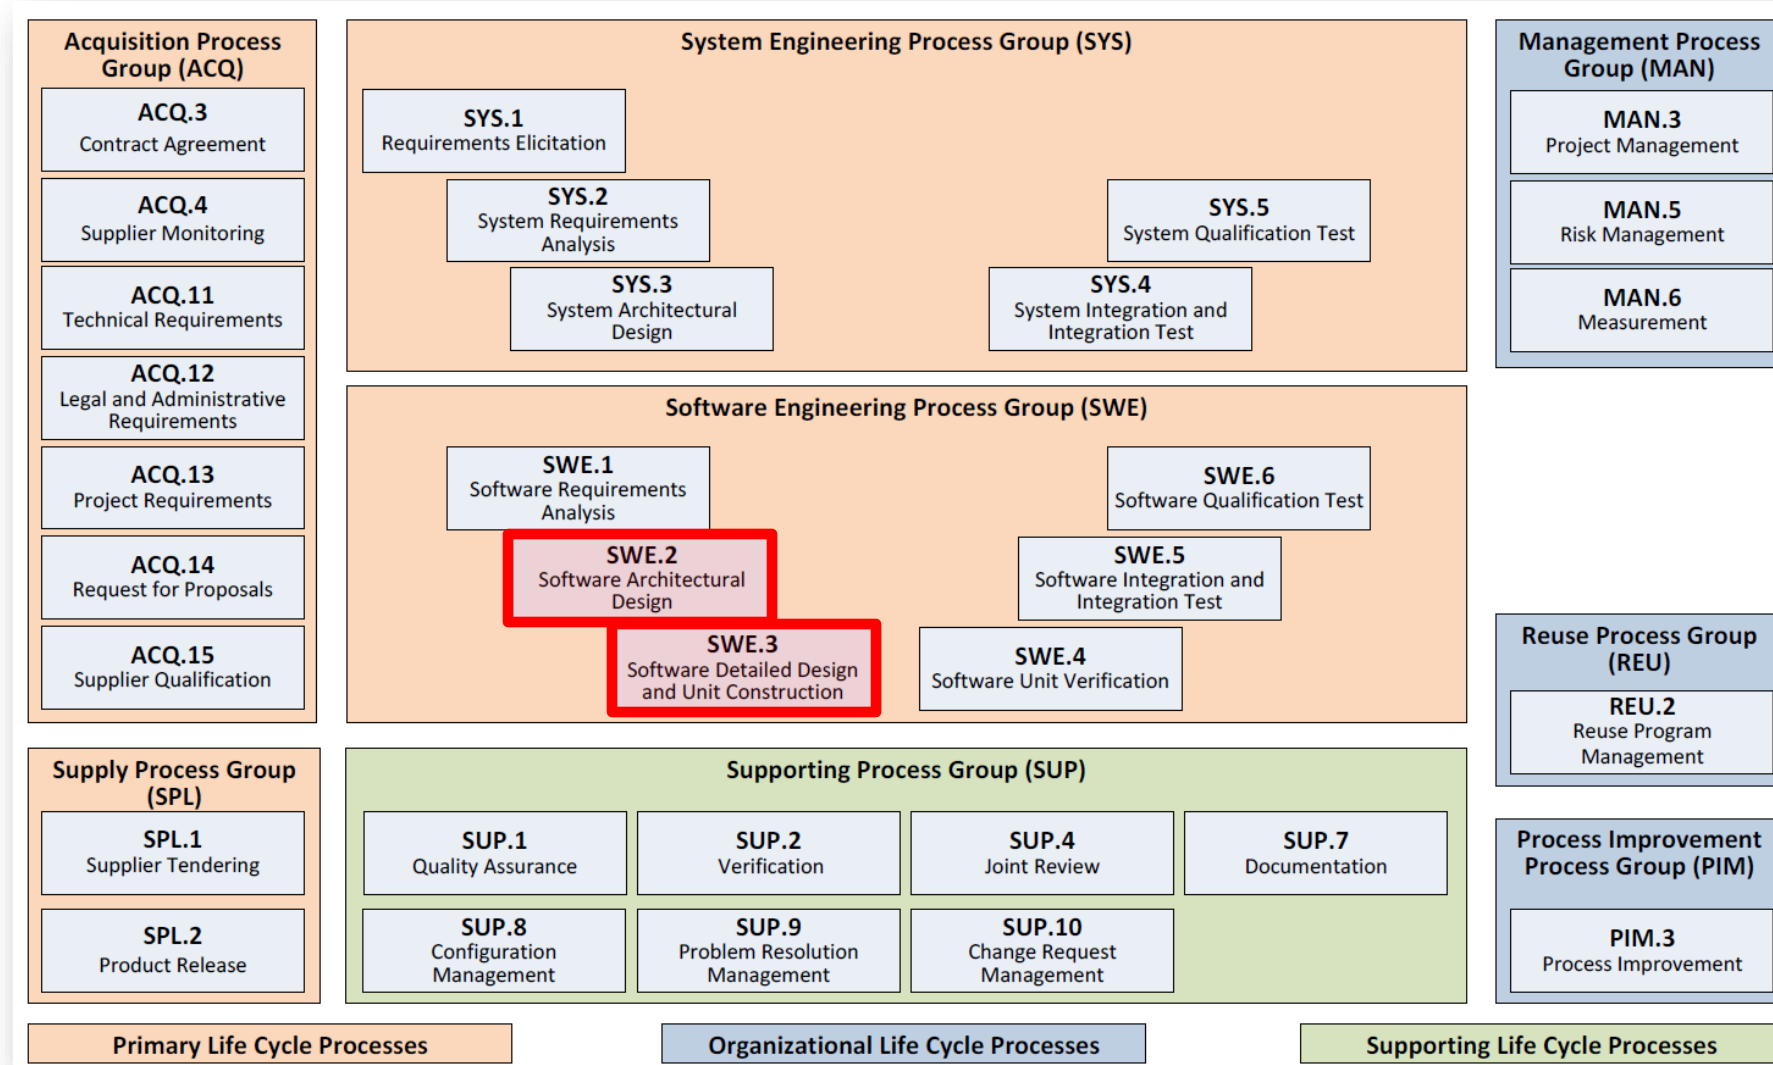 Acquisition Process
Group (ACQ)
ACQ.3
Contract Agreement
ACQ.4
Supplier Monitoring
ACQ.11
Technical Requirements
ACQ.12
Legal and Administrative
Requirements
ACQ.13
Project Requirements
ACQ.14
Request for Proposals
ACQ.15
Supplier Qualification
System Engineering Process Group (SYS)
SYS.1
Requirements Elicitation
SYS.2
System Requirements
Analysis
SYS.3
System Architectural
Design
SYS.5
System Qualification Test
SYS.4
System Integration and
Integration Test
Software Engineering Process Group (SWE)
SWE.1
Software Requirements
Analysis
SWE.2
Software Architectural
Design
SWE.3
Software Detailed Design
and Unit Construction
SWE.6
Software Qualification Test
SWE.5
Software Integration and
Integration Test
SWE.4
Software Unit Verification
Management Process
Group (MAN)
MAN.3
Project Management
MAN.5
Risk Management
MAN.6
Measurement
Reuse Process Group
(REU)
REU.2
Reuse Program
Management
Supply Process Group
(SPL)
SPL.1
Supplier Tendering
SPL.2
Product Release
Supporting Process Group (SUP)
SUP.1
Quality Assurance
SUP.2
Verification
SUP.4
Joint Review
SUP.7
Documentation
SUP.8
Configuration
Management
SUP.9
Problem Resolution
Management
SUP.10
Change Request
Management
Process Improvement
Process Group (PIM)
PIM.3
Process Improvement
Primary Life Cycle Processes
Organizational Life Cycle Processes
Supporting Life Cycle Processes